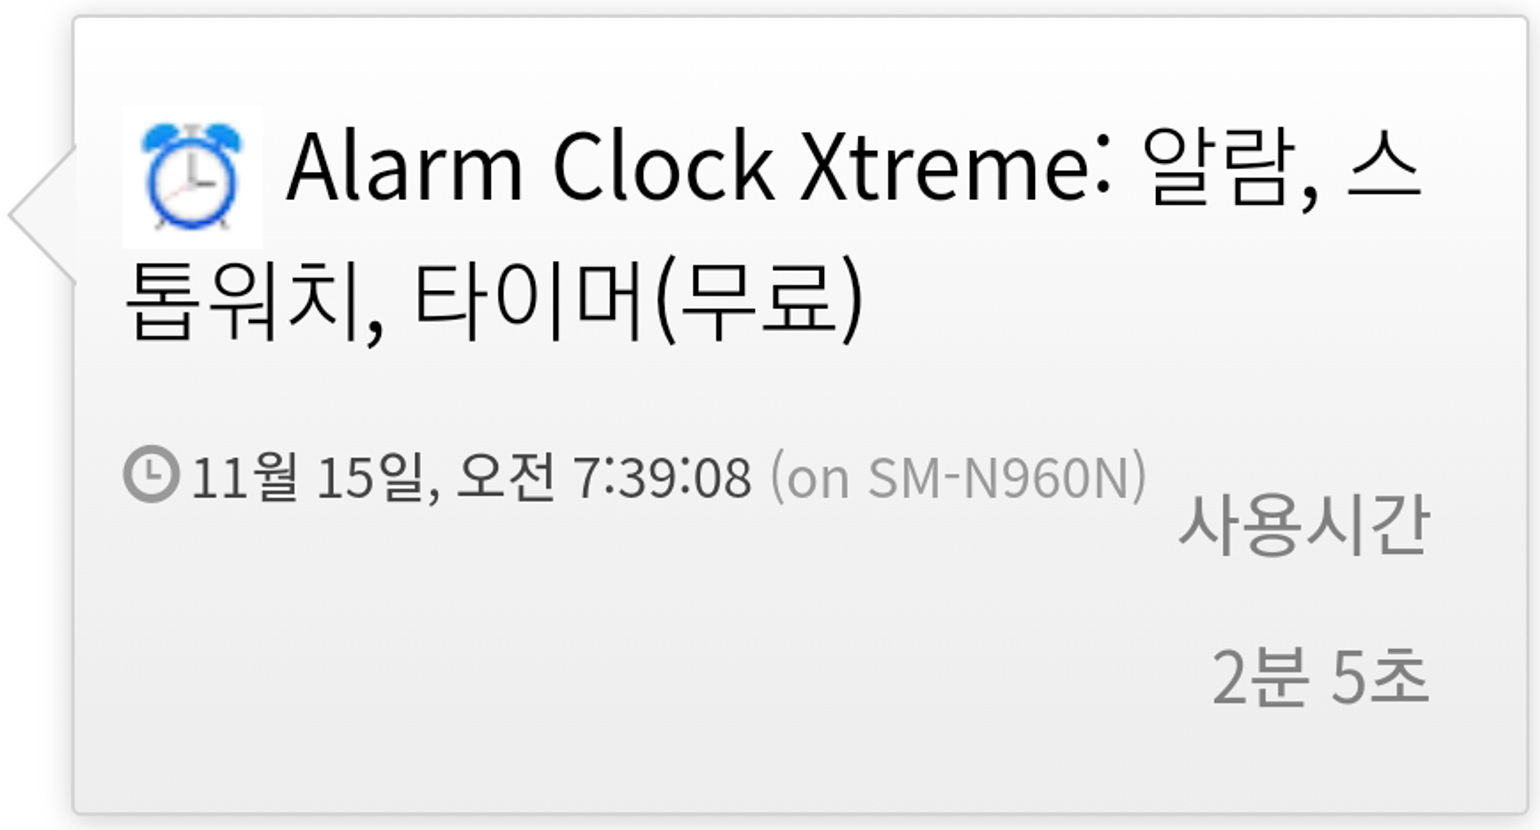 Alarm Clock Xtreme: 알람, 스
톱워치, 타이머(무료)
11월 15일, 오전 7:39:08 (on SM-N960N)
사용시간
2분 5초